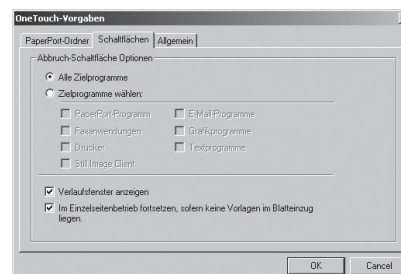 OneTouch-Vorgaben
PaperPort-Ordner Schaltflächen Allgemein
Abbruch-Schaltfläche Optionen
Alle Zielprogramme
Zielprogramme wählen:
PaperPort-Programm E-Mail-Programme
Faxanwendungen Grafikprogramme
Drucker Textprogramme
Still Image Client
Verlaufsfenster anzeigen
Im Einzelseitenbetrieb fortsetzen, sofern keine Vorlagen im Blatteinzug
liegen.
OK Cancel